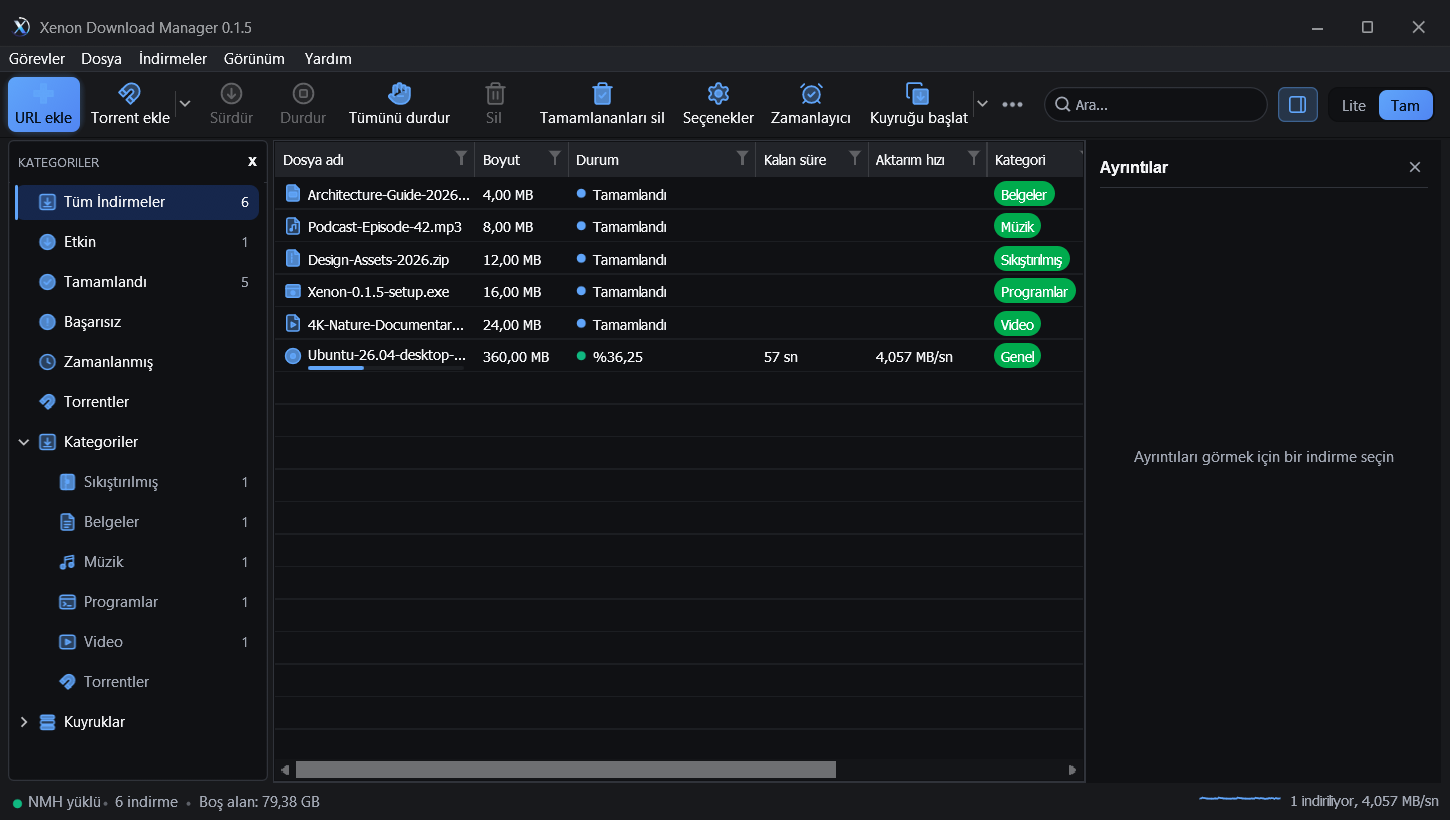 Xenon Download Manager 0.1.5
Görevler Dosya İndirmeler Görünüm Yardım
URL ekle Torrent ekle Sürdür Durdur Tümünü durdur Sil Tamamlananları sil Seçenekler Zamanlayıcı Kuyruğu başlat ••• Ara... Lite Tam
KATEGORILER x
Tüm İndirmeler 6
Etkin 1
Tamamlandı 5
Başarısız
Zamanlanmış
Torrentler
Kategoriler
Sıkıştırılmış 1
Belgeler 1
Müzik 1
Programlar 1
Video 1
Torrentler
Kuyruklar
Dosya adı Boyut Durum Kalan süre Aktarım hızı Kategori
Architecture-Guide-2026... 4,00 MB Tamamlandı Belgeler
Podcast-Episode-42.mp3 8,00 MB Tamamlandı Müzik
Design-Assets-2026.zip 12,00 MB Tamamlandı Sıkıştırılmış
Xenon-0.1.5-setup.exe 16,00 MB Tamamlandı Programlar
4K-Nature-Documentar... 24,00 MB Tamamlandı Video
Ubuntu-26.04-desktop-... 360,00 MB %36,25 57 sn 4,057 MB/sn Genel
Ayrıntılar
Ayrıntıları görmek için bir indirme seçin
NMH yüklü • 6 indirme • Boş alan: 79,38 GB
1 indiriliyor, 4,057 MB/sn